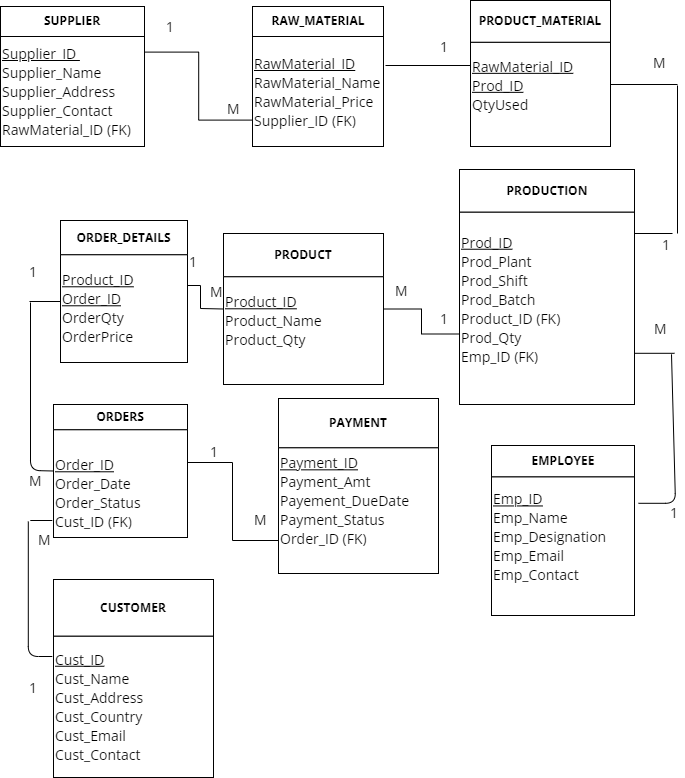 SUPPLIER
Supplier_ID
Supplier_Name
Supplier_Address
Supplier_Contact
RawMaterial_ID (FK)
1
M
RAW_MATERIAL
RawMaterial_ID
RawMaterial_Name
RawMaterial_Price
Supplier_ID (FK)
1
PRODUCT_MATERIAL
RawMaterial_ID
Prod_ID
QtyUsed
M
1
PRODUCTION
Prod_ID
Prod_Plant
Prod_Shift
Prod_Batch
Product_ID (FK)
Prod_Qty
Emp_ID (FK)
M
ORDER_DETAILS
Product_ID
Order_ID
OrderQty
OrderPrice
1
1
M
PRODUCT
Product_ID
Product_Name
Product_Qty
M
1
ORDERS
Order_ID
Order_Date
Order_Status
Cust_ID (FK)
M
M
1
M
PAYMENT
Payment_ID
Payment_Amt
Payement_DueDate
Payment_Status
Order_ID (FK)
EMPLOYEE
Emp_ID
Emp_Name
Emp_Designation
Emp_Email
Emp_Contact
1
CUSTOMER
Cust_ID
Cust_Name
Cust_Address
Cust_Country
Cust_Email
Cust_Contact
1